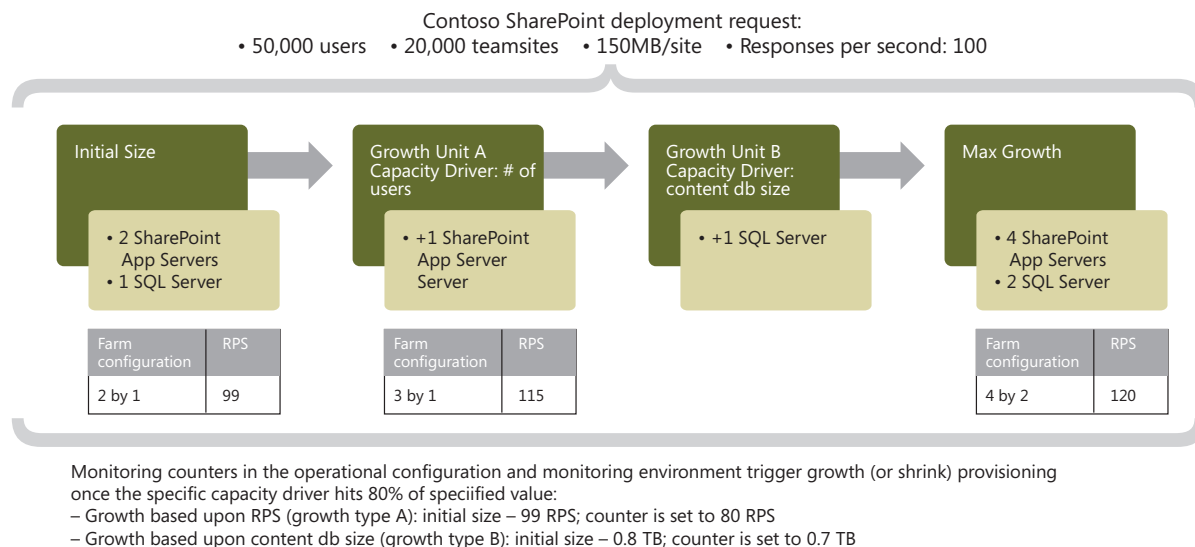 Contoso SharePoint deployment request:
• 50,000 users • 20,000 teamsites • 150MB/site • Responses per second: 100
Initial Size
• 2 SharePoint
App Servers
• 1 SQL Server
Farm
configuration
RPS
2 by 1
99
Growth Unit A
Capacity Driver: # of
users
• +1 SharePoint
App Server
Server
Farm
configuration
RPS
3 by 1
115
Growth Unit B
Capacity Driver:
content db size
• +1 SQL Server
Max Growth
• 4 SharePoint
App Servers
• 2 SQL Server
Farm
configuration
RPS
4 by 2
120
Monitoring counters in the operational configuration and monitoring environment trigger growth (or shrink) provisioning
once the specific capacity driver hits 80% of speciified value:
– Growth based upon RPS (growth type A): initial size – 99 RPS; counter is set to 80 RPS
– Growth based upon content db size (growth type B): initial size – 0.8 TB; counter is set to 0.7 TB